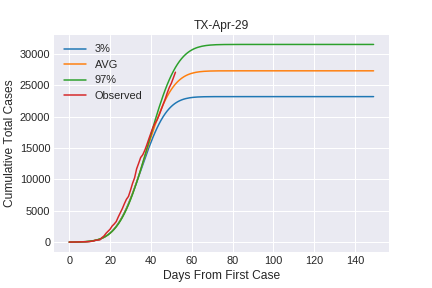 TX-Apr-29
Cumulative Total Cases
30000
25000
20000
15000
10000
5000
0
3%
AVG
97%
Observed
0 20 40 60 80 100 120 140
Days From First Case